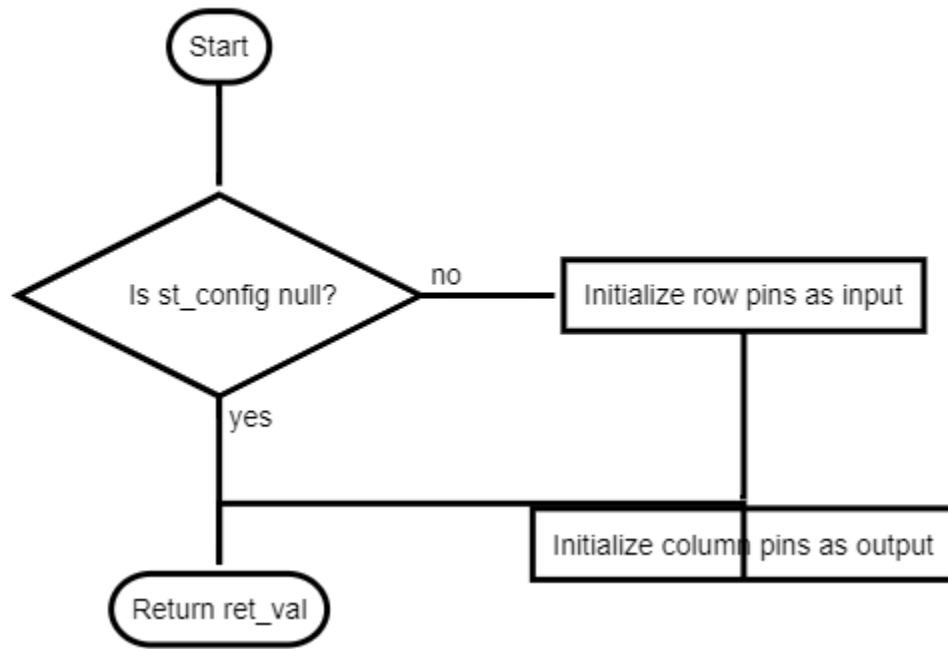 Start
Is st_config null?
no
Initialize row pins as input
yes
Initialize column pins as output
Return ret_val